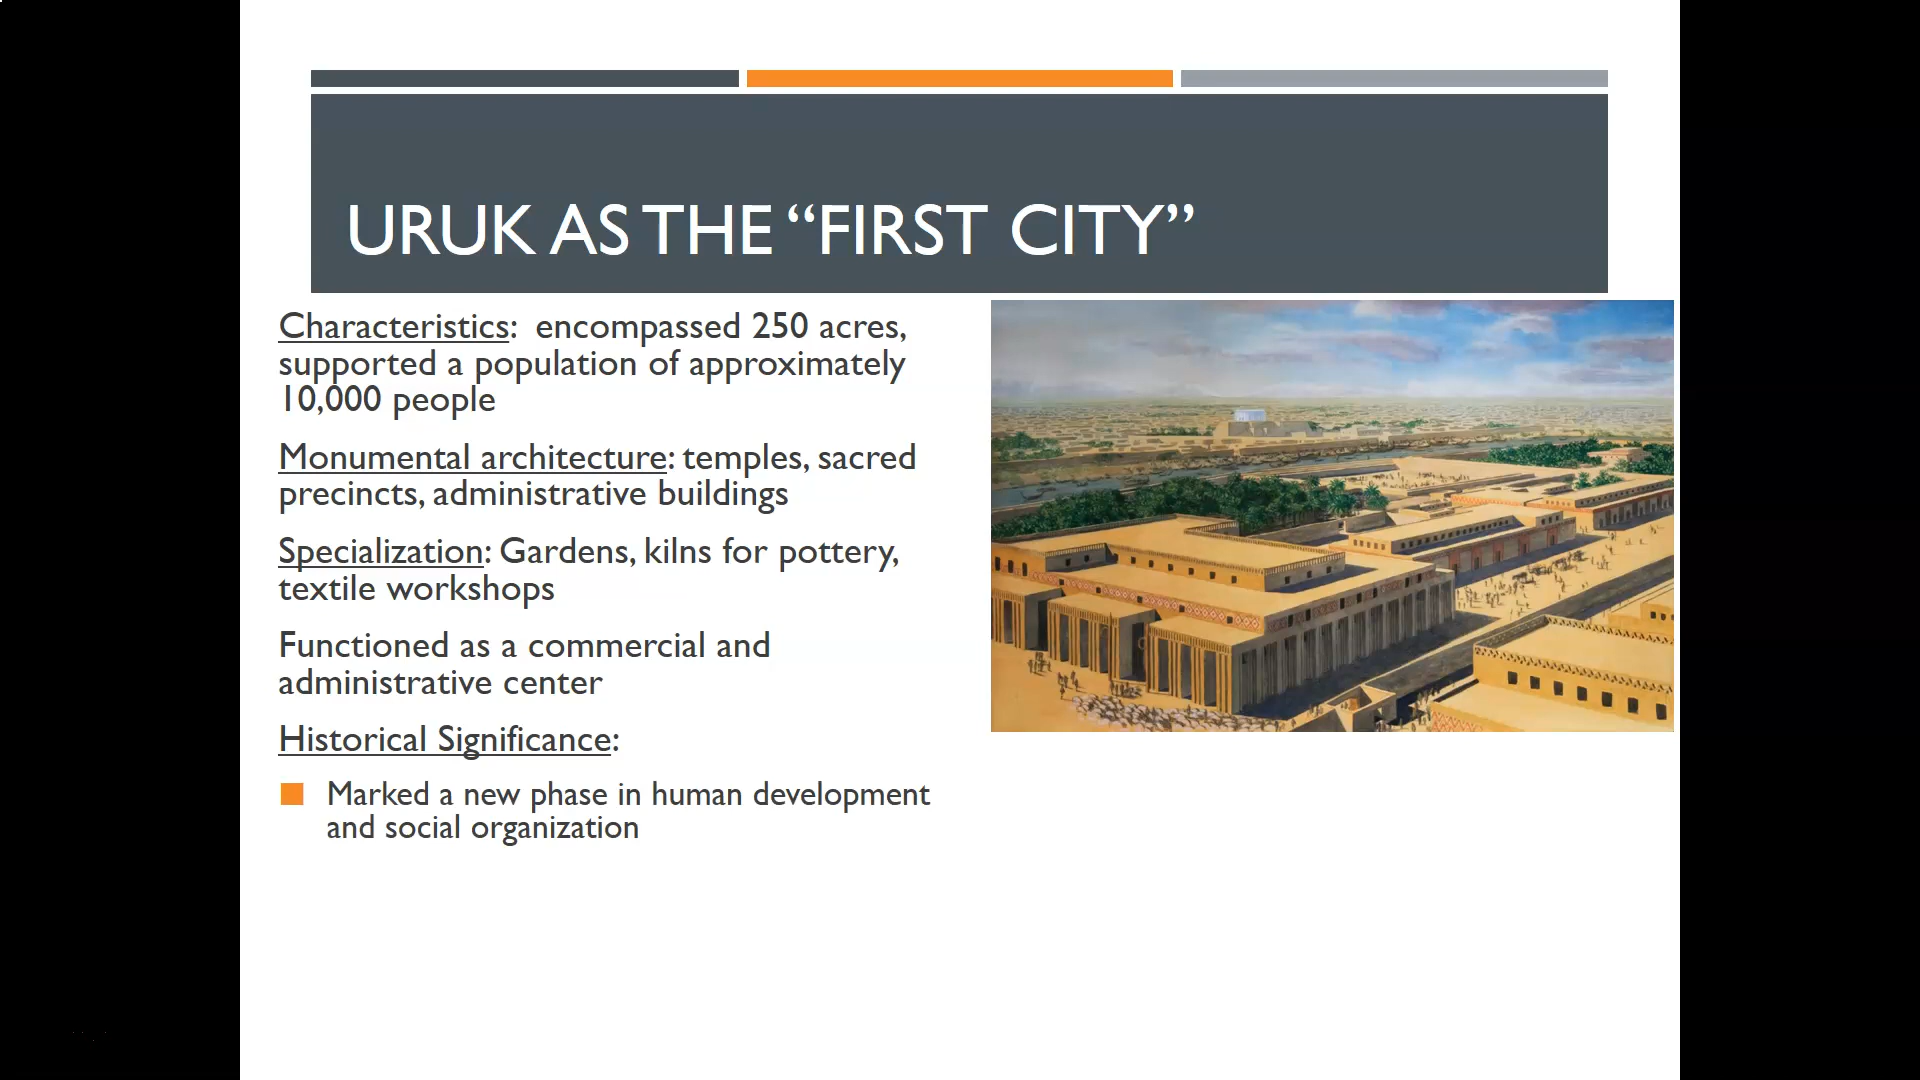 URUK AS THE “FIRST CITY”
Characteristics:  encompassed 250 acres,
supported a population of approximately
10,000 people
Monumental architecture: temples, sacred
precincts, administrative buildings
Specialization: Gardens, kilns for pottery,
textile workshops
Functioned as a commercial and
administrative center
Historical Significance:
Marked a new phase in human development
and social organization